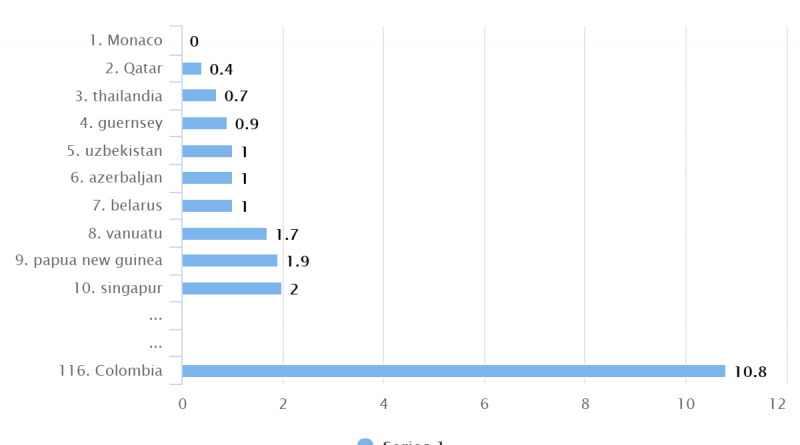 1. Monaco 0
2. Qatar 0.4
3. thailandia 0.7
4. guernsey 0.9
5. uzbekistan 1
6. azerbaljan 1
7. belarus 1
8. vanuatu 1.7
9. papua new guinea 1.9
10. singapur 2
...
...
116. Colombia 10.8
0 2 4 6 8 10 12
Series 1